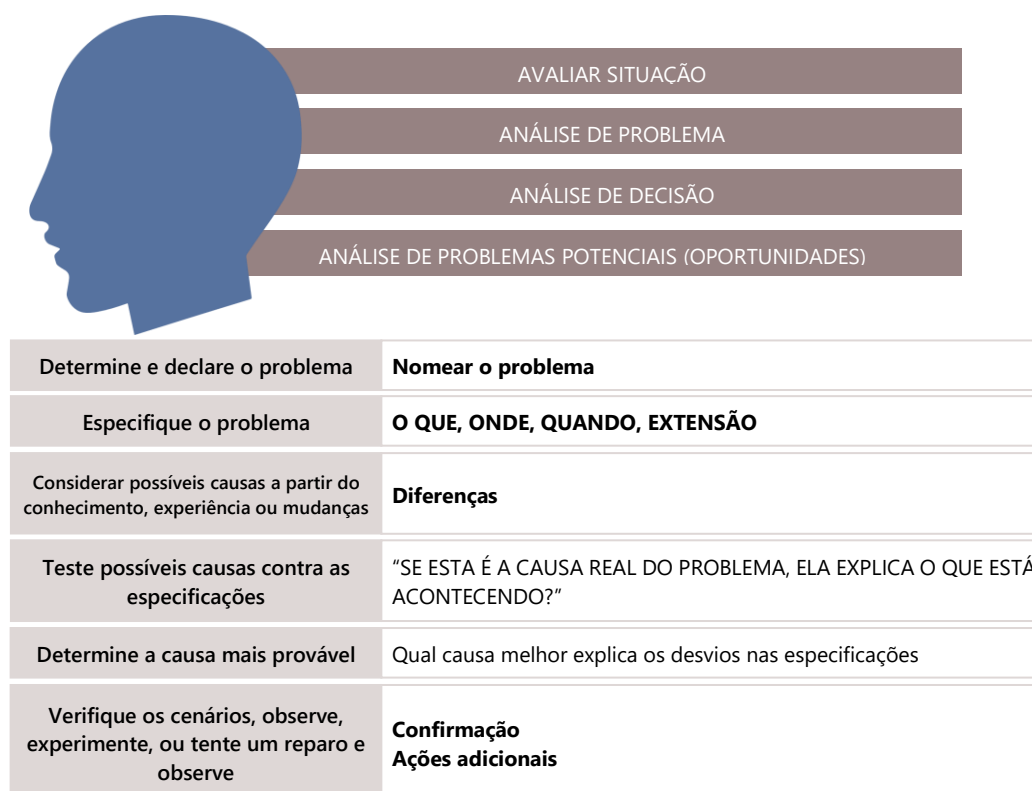 AVALIAR SITUAÇÃO
ANÁLISE DE PROBLEMA
ANÁLISE DE DECISÃO
ANÁLISE DE PROBLEMAS POTENCIAIS (OPORTUNIDADES)
Determine e declare o problema
Nomear o problema
Especifique o problema
O QUE, ONDE, QUANDO, EXTENSÃO
Considerar possíveis causas a partir do
conhecimento, experiência ou mudanças
Diferenças
Teste possíveis causas contra as
especificações
“SE ESTA É A CAUSA REAL DO PROBLEMA, ELA EXPLICA O QUE ESTÁ
ACONTECENDO?”
Determine a causa mais provável
Qual causa melhor explica os desvios nas especificações
Verifique os cenários, observe,
experimente, ou tente um reparo e
observe
Confirmação
Ações adicionais